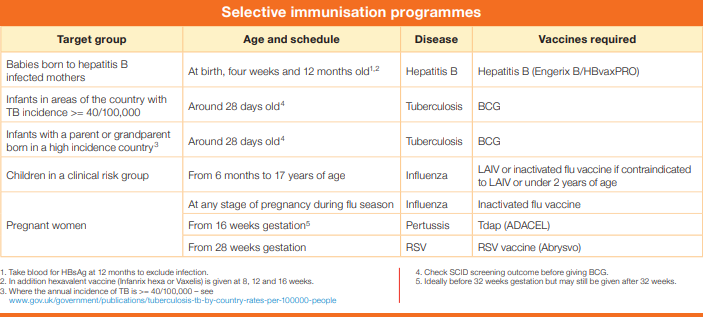 Selective immunisation programmes
Target group Age and schedule Disease Vaccines required
Babies born to hepatitis B
infected mothers
At birth, four weeks and 12 months old1,2 Hepatitis B Hepatitis B (Engerix B/HBvaxPRO)
Infants in areas of the country with
TB incidence >= 40/100,000
Around 28 days old4 Tuberculosis BCG
Infants with a parent or grandparent
born in a high incidence country3
Around 28 days old4 Tuberculosis BCG
Children in a clinical risk group From 6 months to 17 years of age Influenza
LAIV or inactivated flu vaccine if contraindicated
to LAIV or under 2 years of age
Pregnant women
At any stage of pregnancy during flu season Influenza Inactivated flu vaccine
From 16 weeks gestation5 Pertussis Tdap (ADACEL)
From 28 weeks gestation RSV RSV vaccine (Abrysvo)
1. Take blood for HBsAg at 12 months to exclude infection.
2. In addition hexavalent vaccine (Infanrix hexa or Vaxelis) is given at 8, 12 and 16 weeks.
3. Where the annual incidence of TB is >= 40/100,000 – see
www.gov.uk/government/publications/tuberculosis-tb-by-country-rates-per-100000-people
4. Check SCID screening outcome before giving BCG.
5. Ideally before 32 weeks gestation but may still be given after 32 weeks.